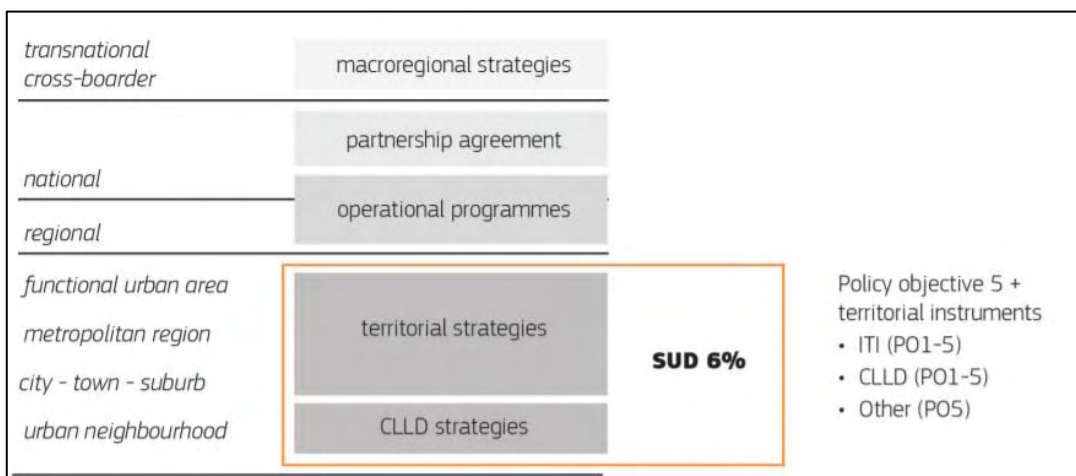 transnational
cross-boarder
macroregional strategies
partnership agreement
national
operational programmes
regional
functional urban area
metropolitan region
city - town - suburb
urban neighbourhood
territorial strategies
CLLD strategies
SUD 6%
Policy objective 5 +
territorial instruments
• ITI (PO1-5)
• CLLD (PO1-5)
• Other (PO5)